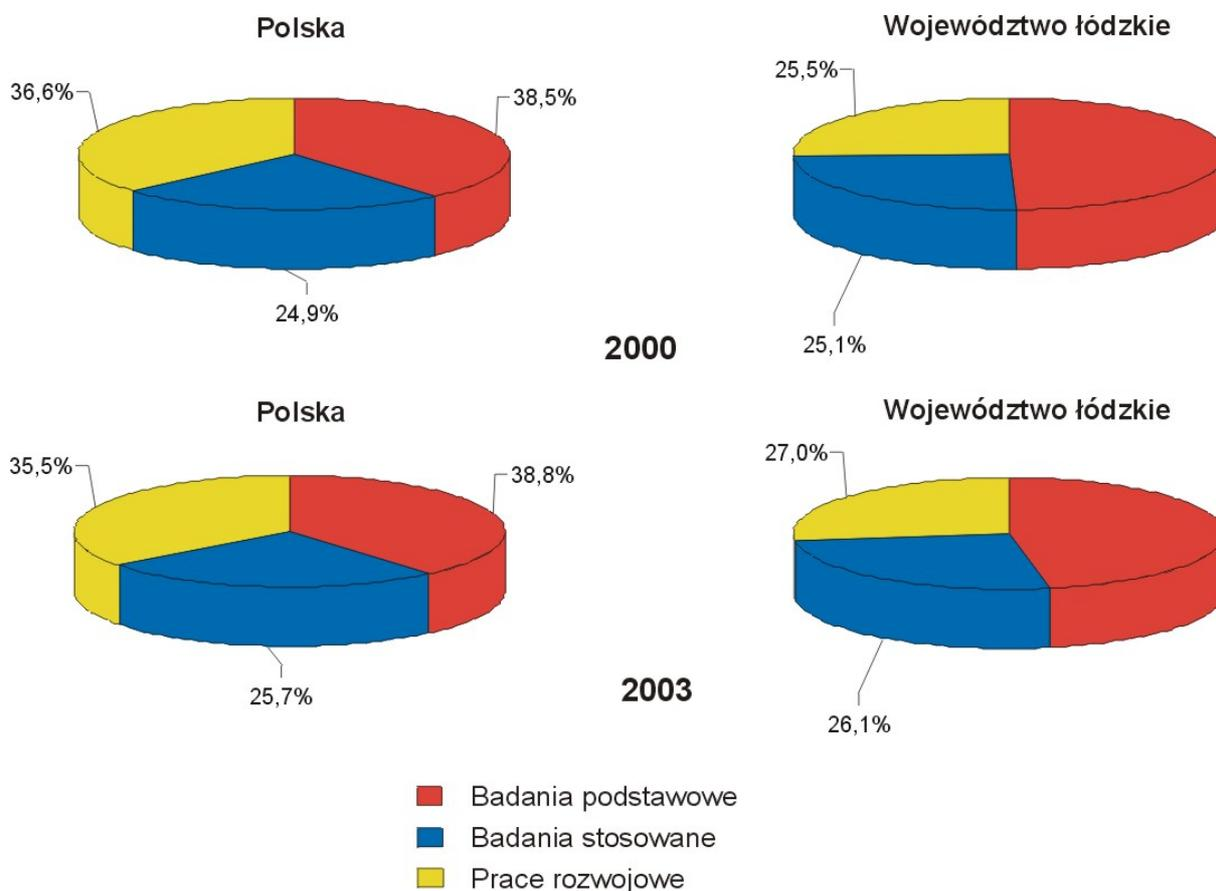 Polska
Województwo łódzkie
36,6%
38,5%
25,5%
24,9%
25,1%
2000
Polska
Województwo łódzkie
35,5%
38,8%
27,0%
25,7%
26,1%
2003
Badania podstawowe
Badania stosowane
Prace rozwojowe